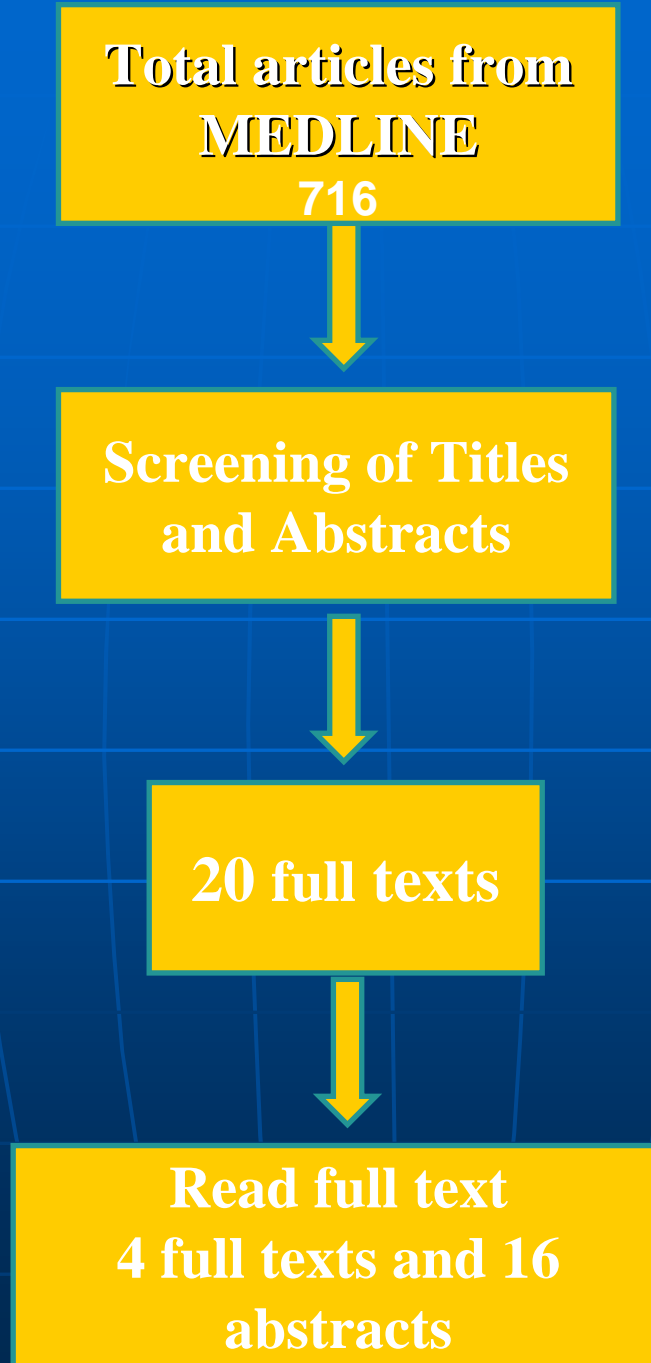 Total articles from
MEDLINE
716
Screening of Titles
and Abstracts
20 full texts
Read full text
4 full texts and 16
abstracts